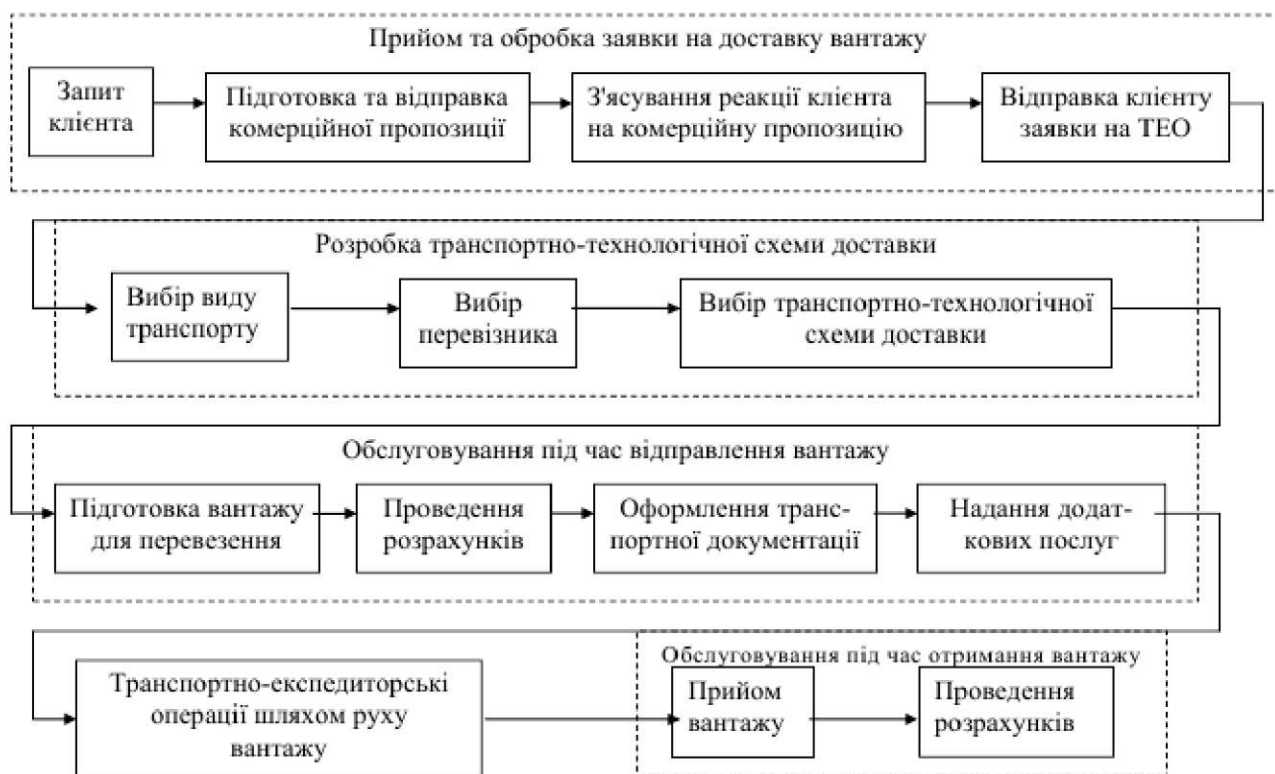 Прийом та обробка заявки на доставку вантажу
Запит
клієнта
Підготовка та відправка
комерційної пропозиції
З'ясування реакції клієнта
на комерційну пропозицію
Відправка клієнту
заявки на ТЕО
Розробка транспортно-технологічної схеми доставки
Вибір виду
транспорту
Вибір
перевізника
Вибір транспортно-технологічної
схеми доставки
Обслуговування під час відправлення вантажу
Підготовка вантажу
для перевезення
Проведення
розрахунків
Оформлення транс-
портної документації
Надання додат-
кових послуг
Транспортно-експедиторські
операції шляхом руху
вантажу
Обслуговування під час отримання вантажу
Прийом
вантажу
Проведення
розрахунків